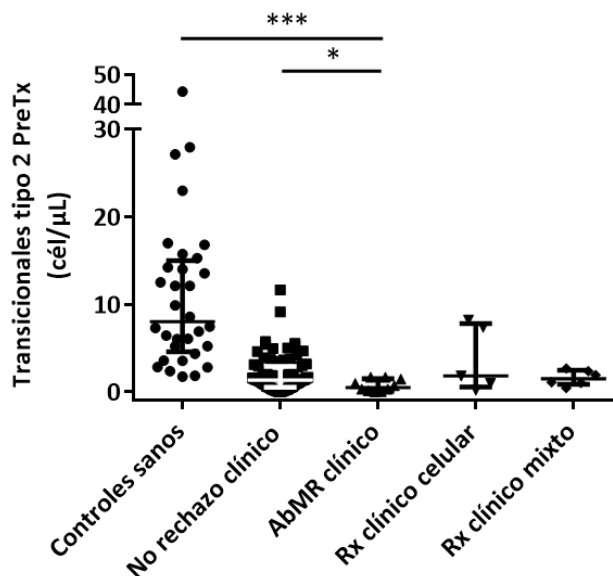 ***
*
Transicionales tipo 2 PreTx
(cél/µL)
50
40
30
20
10
0
Controles sanos
No rechazo clínico
AbMR clínico
Rx clínico celular
Rx clínico mixto